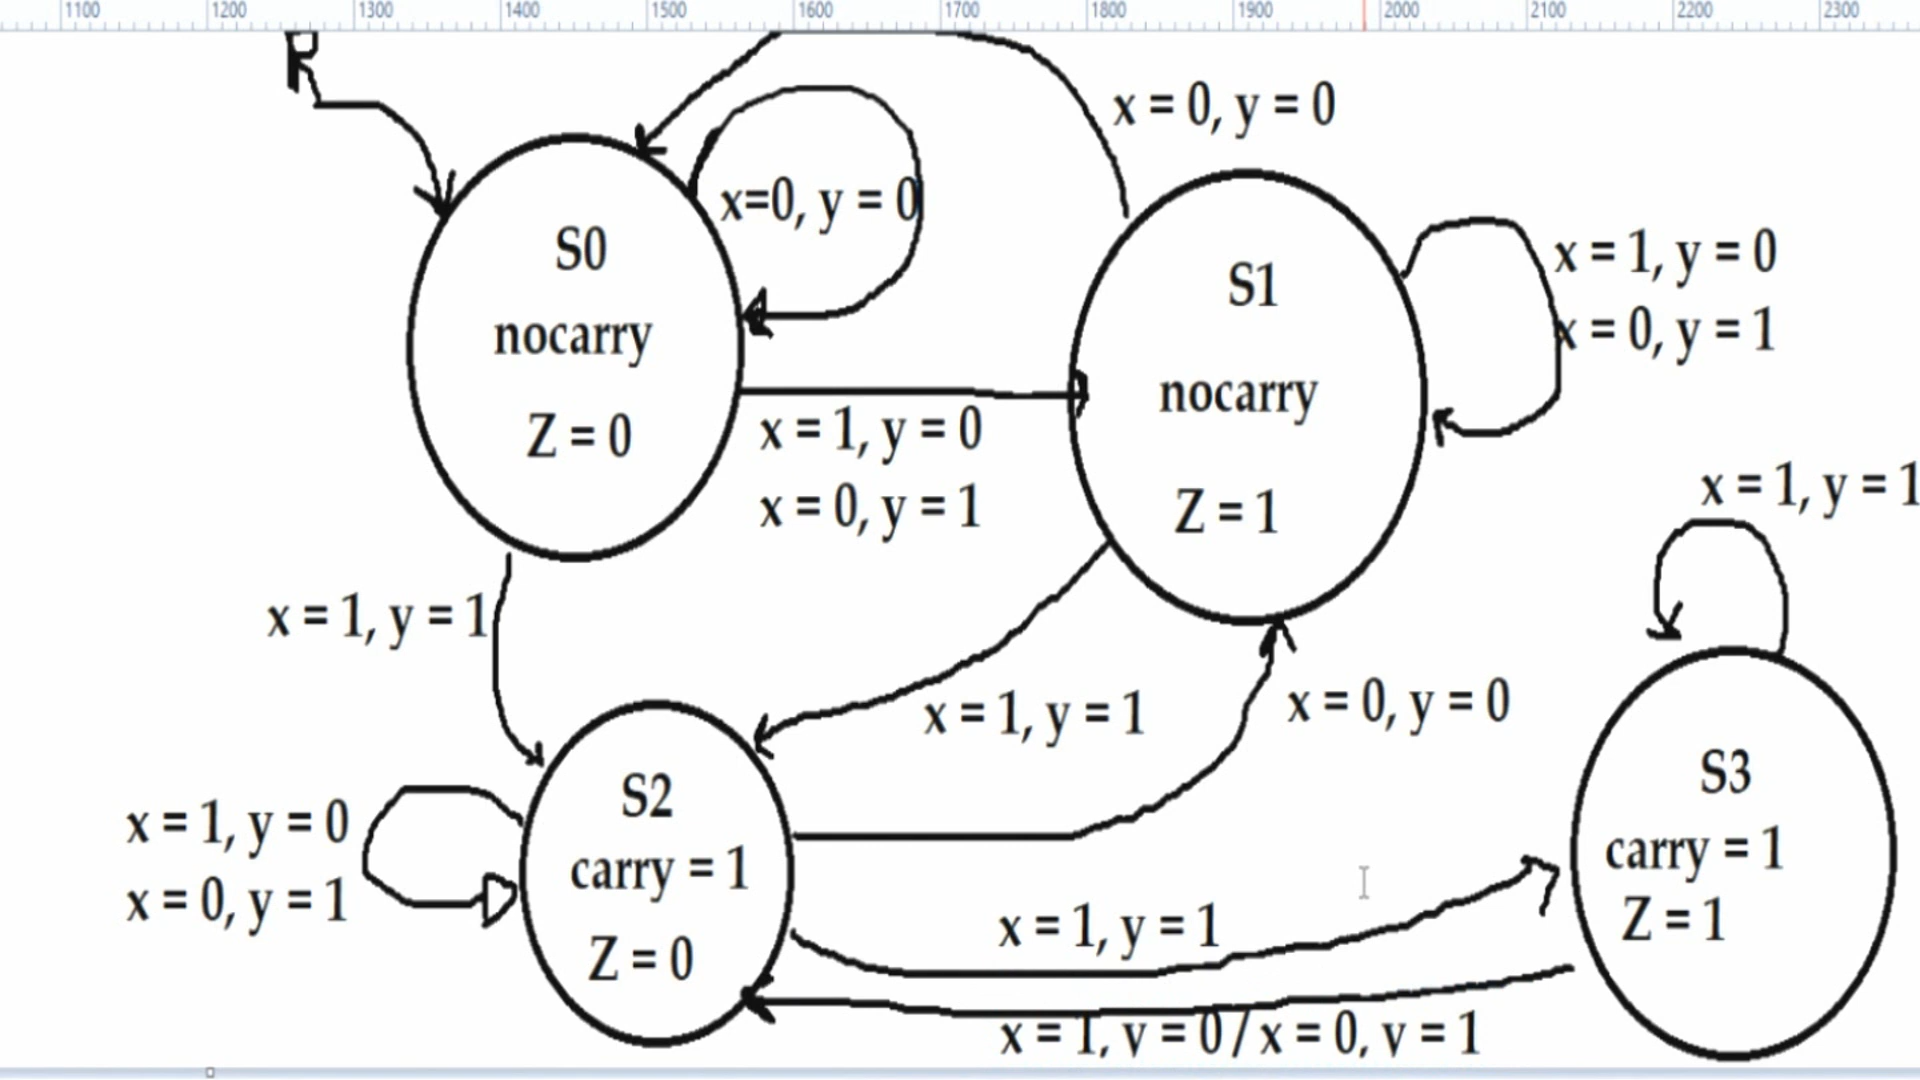 1100 1200 1300 1400 1500 1600 1700 1800 1900 2000 2100 2200 2300
x = 0, y = 0
x=0, y = 0
S0
nocarry
Z = 0
S1
nocarry
Z = 1
x = 1, y = 0
x = 0, y = 1
x = 1, y = 0
x = 0, y = 1
x = 1, y = 1
x = 1, y = 1
x = 1, y = 1
x = 0, y = 0
S2
carry = 1
Z = 0
x = 1, y = 0
x = 0, y = 1
S3
carry = 1
Z = 1
x = 1, y = 1
x = 1, y = 0 / x = 0, y = 1